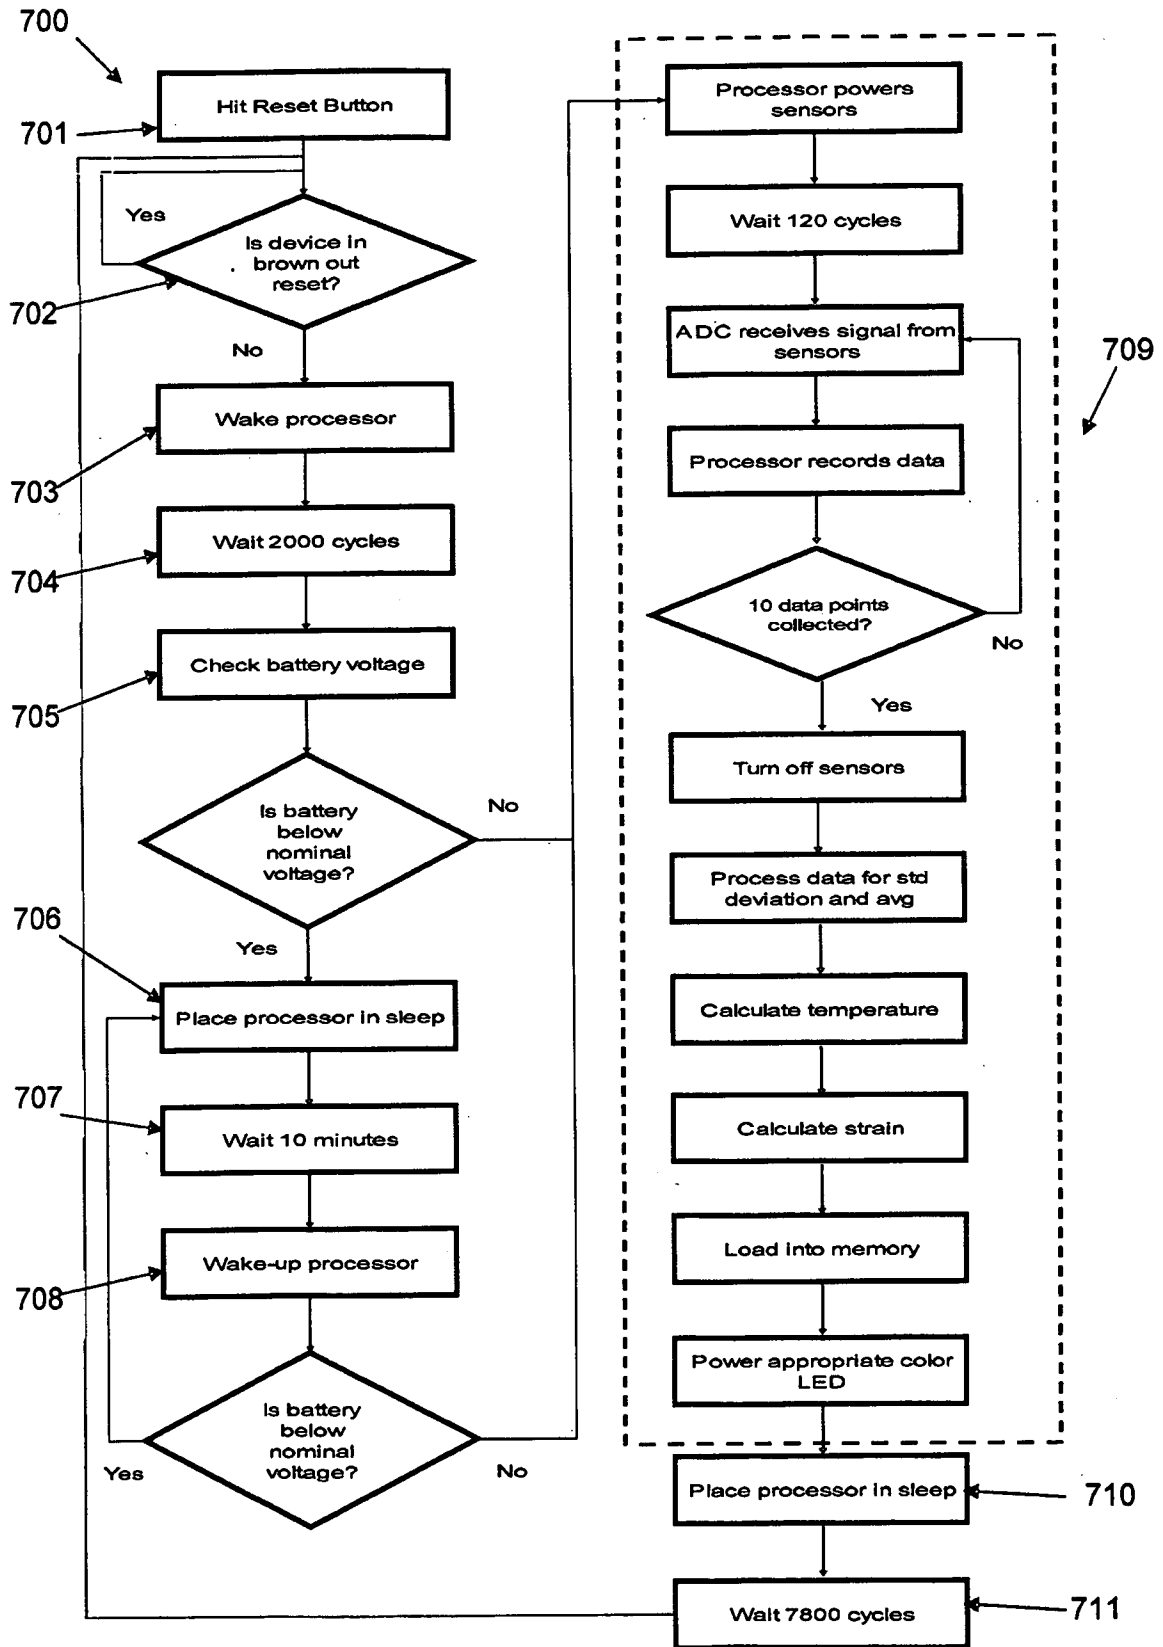 700
Hit Reset Button
701
Yes
Is device in
brown out
reset?
702
No
Wake processor
703
Wait 2000 cycles
704
Check battery voltage
705
Is battery
below
nominal
voltage?
No
706
Yes
Place processor in sleep
707
Wait 10 minutes
Wake-up processor
708
Is battery
below
nominal
voltage?
Yes
No
Processor powers
sensors
Wait 120 cycles
ADC receives signal from
sensors
709
Processor records data
10 data points
collected?
No
Yes
Turn off sensors
Process data for std
deviation and avg
Calculate temperature
Calculate strain
Load into memory
Power appropriate color
LED
Place processor in sleep
710
Wait 7800 cycles
711